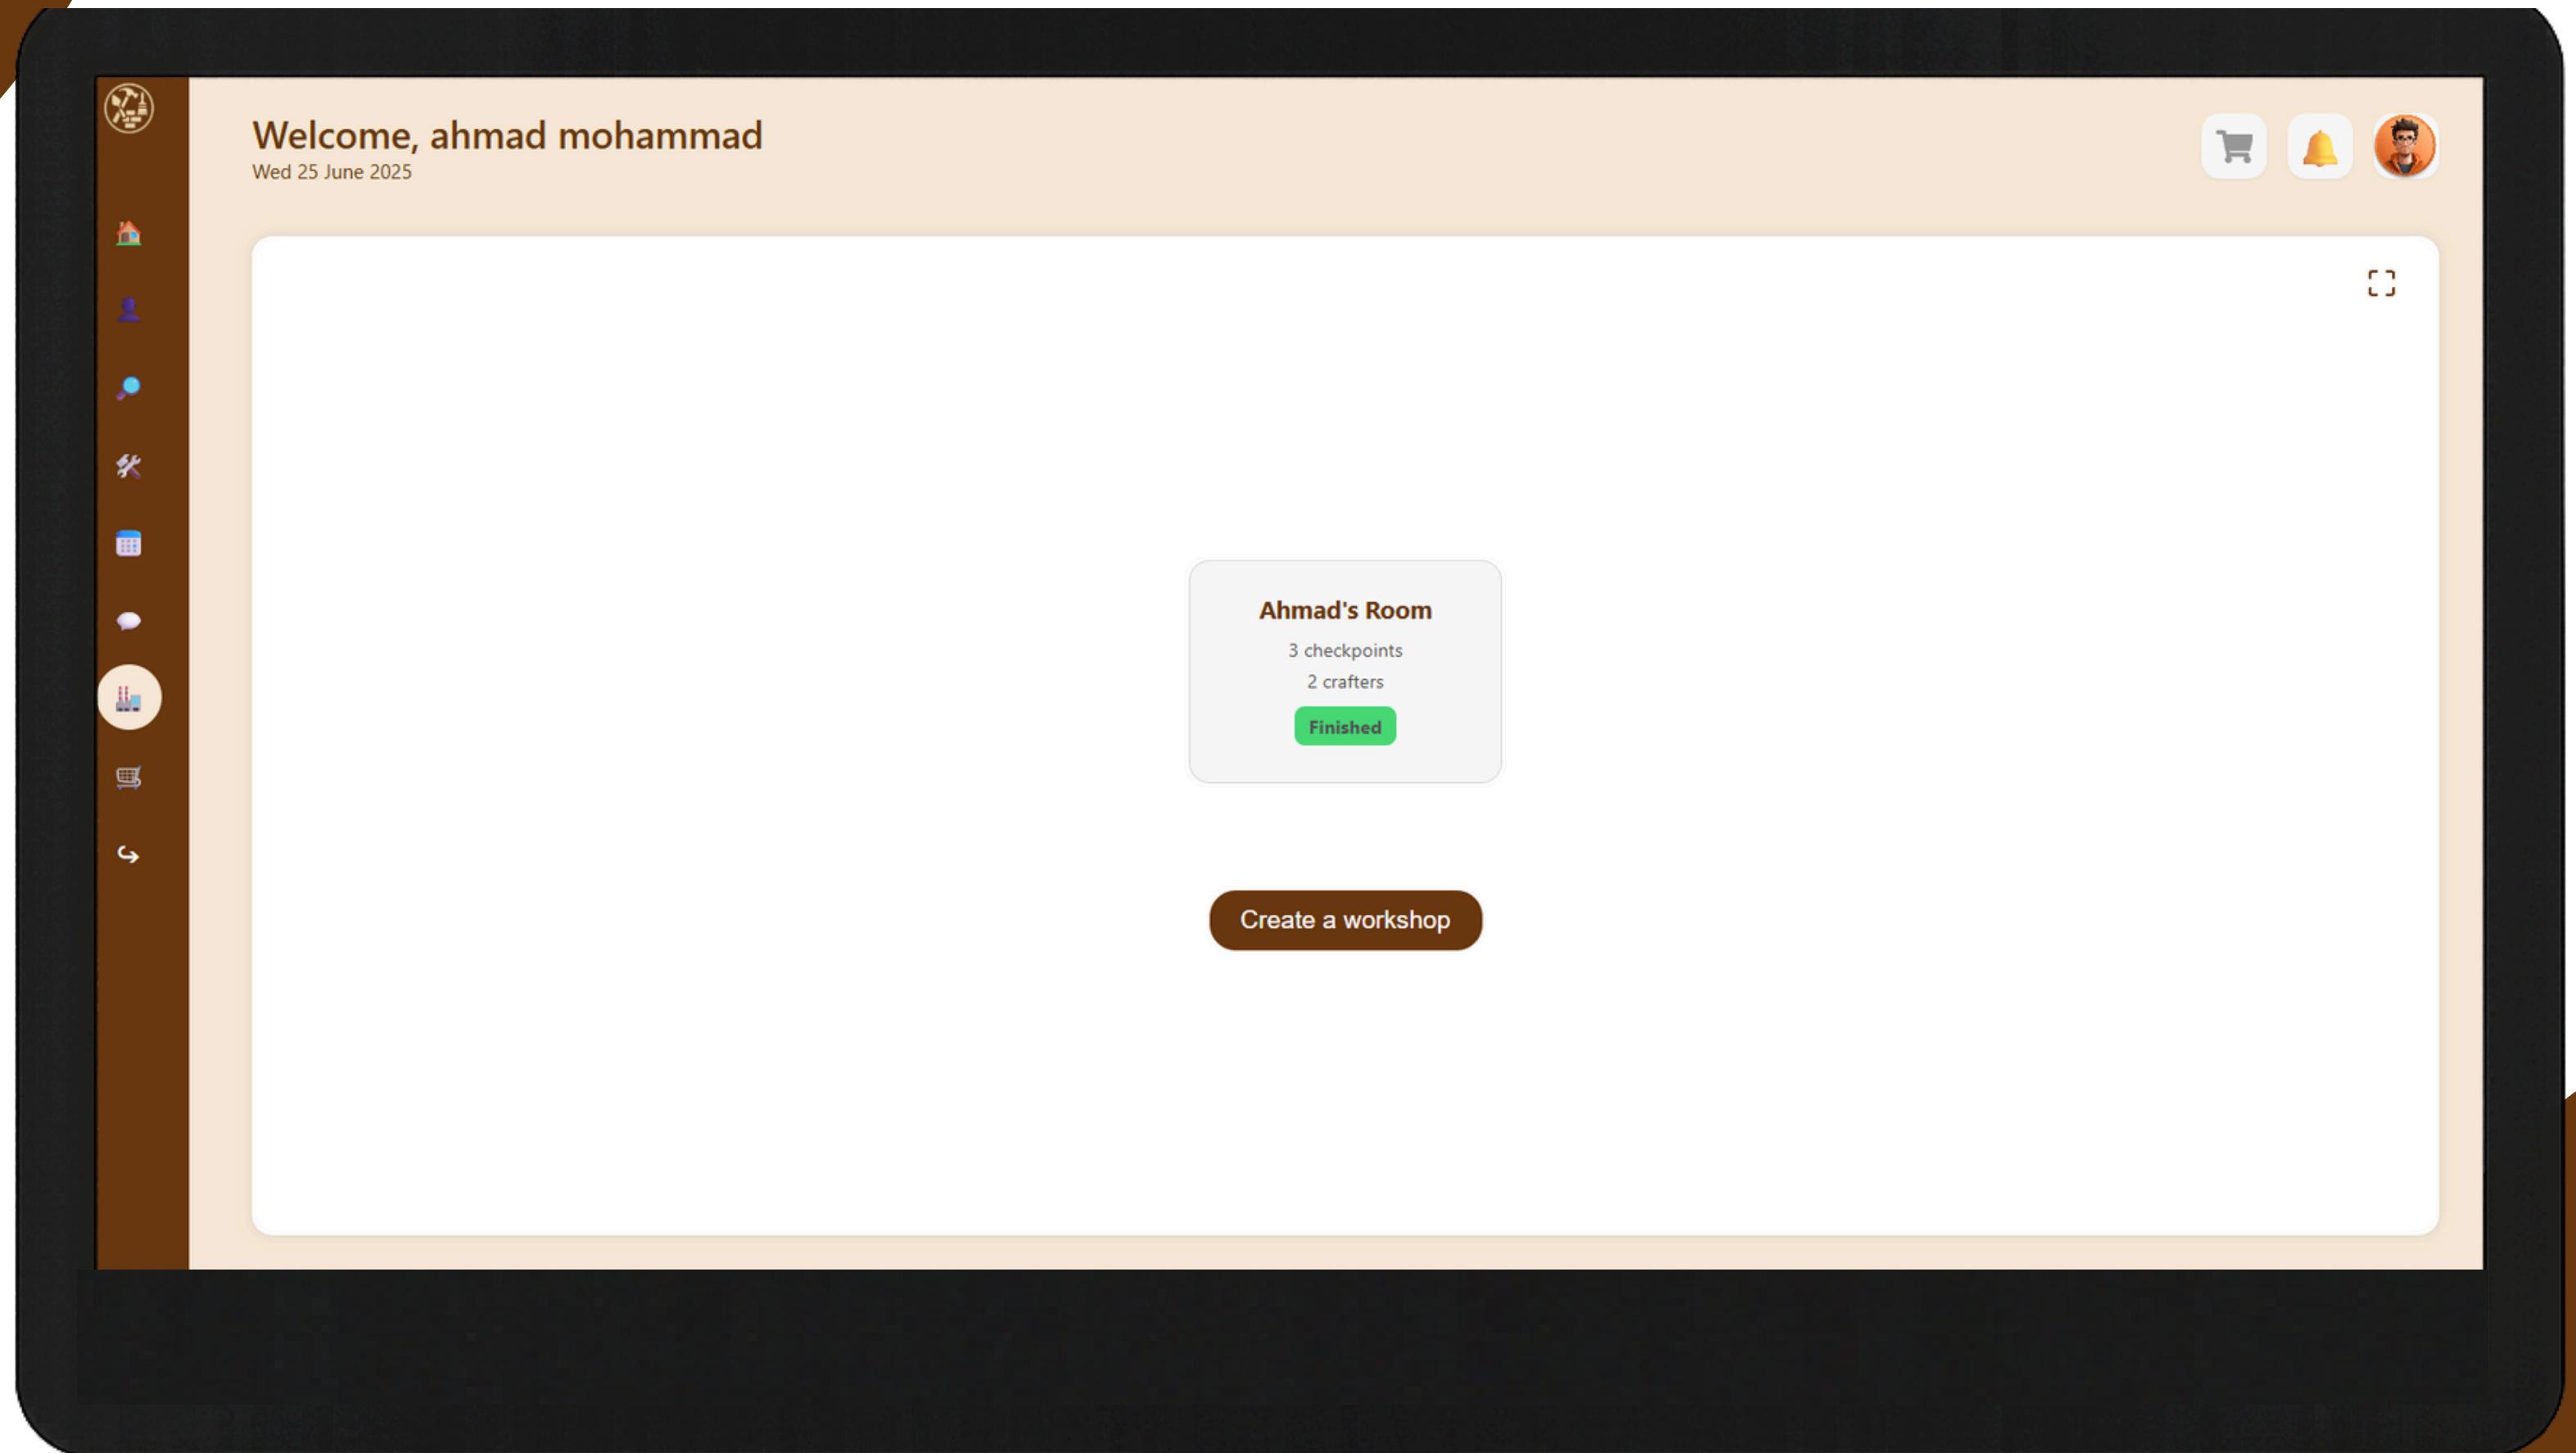 Welcome, ahmad mohammad
Wed 25 June 2025
Ahmad's Room
3 checkpoints
2 crafters
Finished
Create a workshop